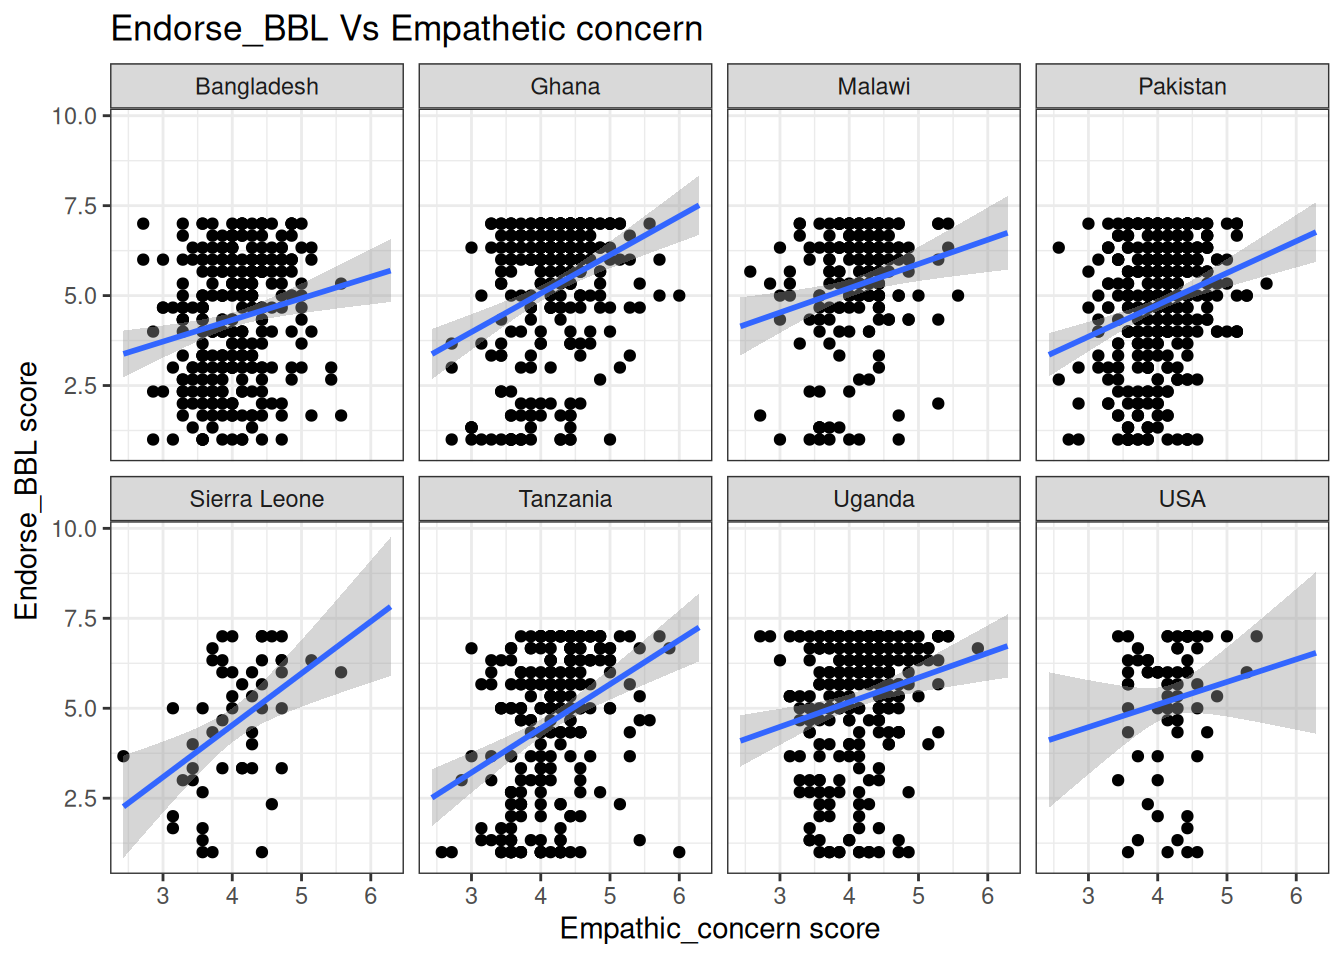 Endorse_BBL Vs Empathetic concern
Bangladesh
Ghana
Malawi
Pakistan
10.0
7.5
5.0
2.5
Sierra Leone
Tanzania
Uganda
USA
10.0
7.5
5.0
2.5
Endorse_BBL score
3 4 5 6
3 4 5 6
3 4 5 6
3 4 5 6
Empathic_concern score